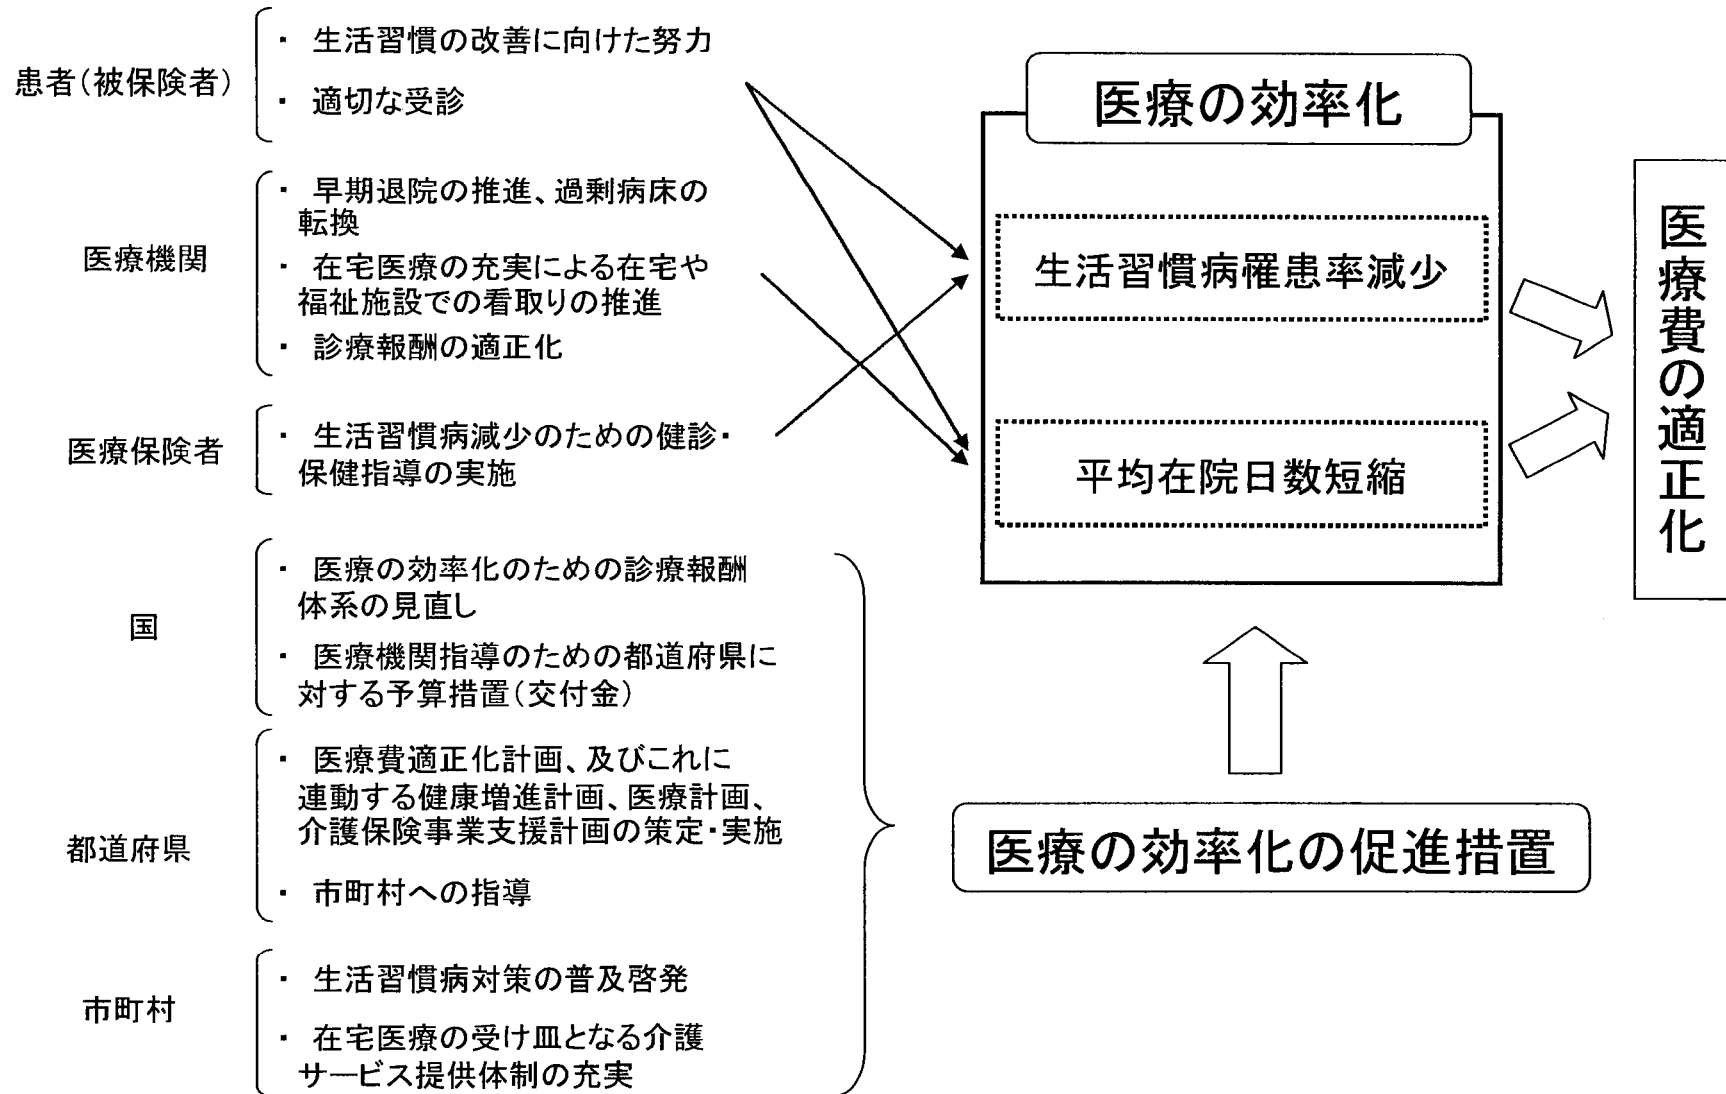 患者(被保険者)
・ 生活習慣の改善に向けた努力
・ 適切な受診
医療機関
・ 早期退院の推進、過剰病床の
転換
・ 在宅医療の充実による在宅や
福祉施設での看取りの推進
・ 診療報酬の適正化
医療保険者
・ 生活習慣病減少のための健診・
保健指導の実施
国
・ 医療の効率化のための診療報酬
体系の見直し
・ 医療機関指導のための都道府県に
対する予算措置(交付金)
都道府県
・ 医療費適正化計画、及びこれに
連動する健康増進計画、医療計画、
介護保険事業支援計画の策定・実施
・ 市町村への指導
市町村
・ 生活習慣病対策の普及啓発
・ 在宅医療の受け皿となる介護
サービス提供体制の充実
医療の効率化
生活習慣病罹患率減少
平均在院日数短縮
医療の効率化の促進措置
医療費の適正化